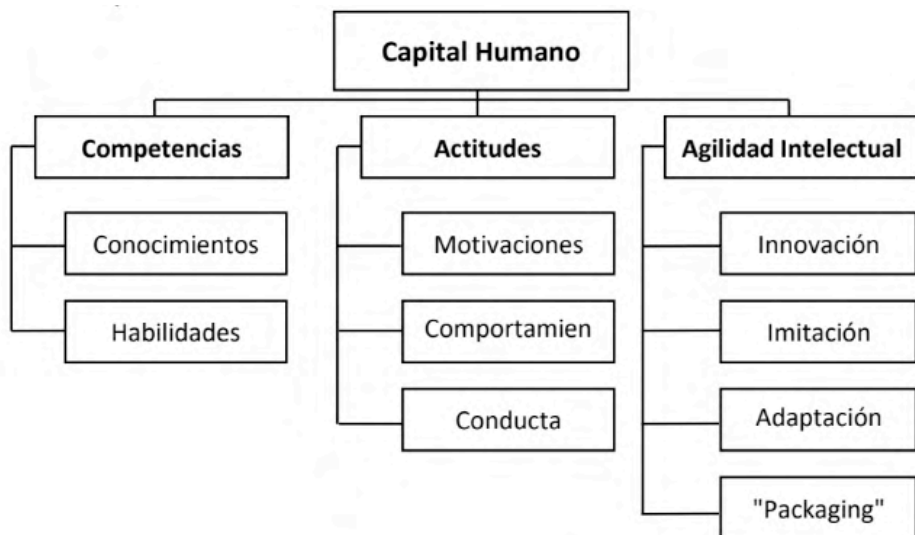 Capital Humano
Competencias
Actitudes
Agilidad Intelectual
Conocimientos
Motivaciones
Innovación
Habilidades
Comportamien
Imitación
Conducta
Adaptación
"Packaging"